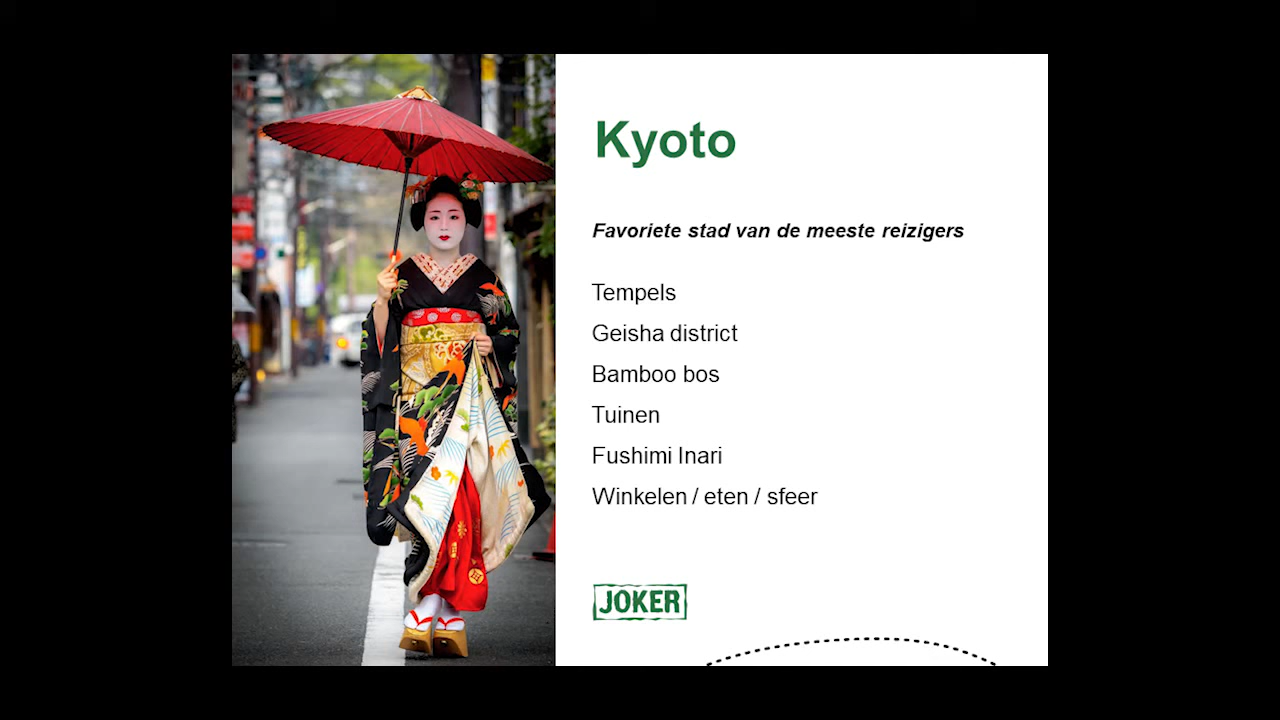 Kyoto
Favoriete stad van de meeste reizigers
Tempels
Geisha district
Bamboo bos
Tuinen
Fushimi Inari
Winkelen / eten / sfeer
JOKER